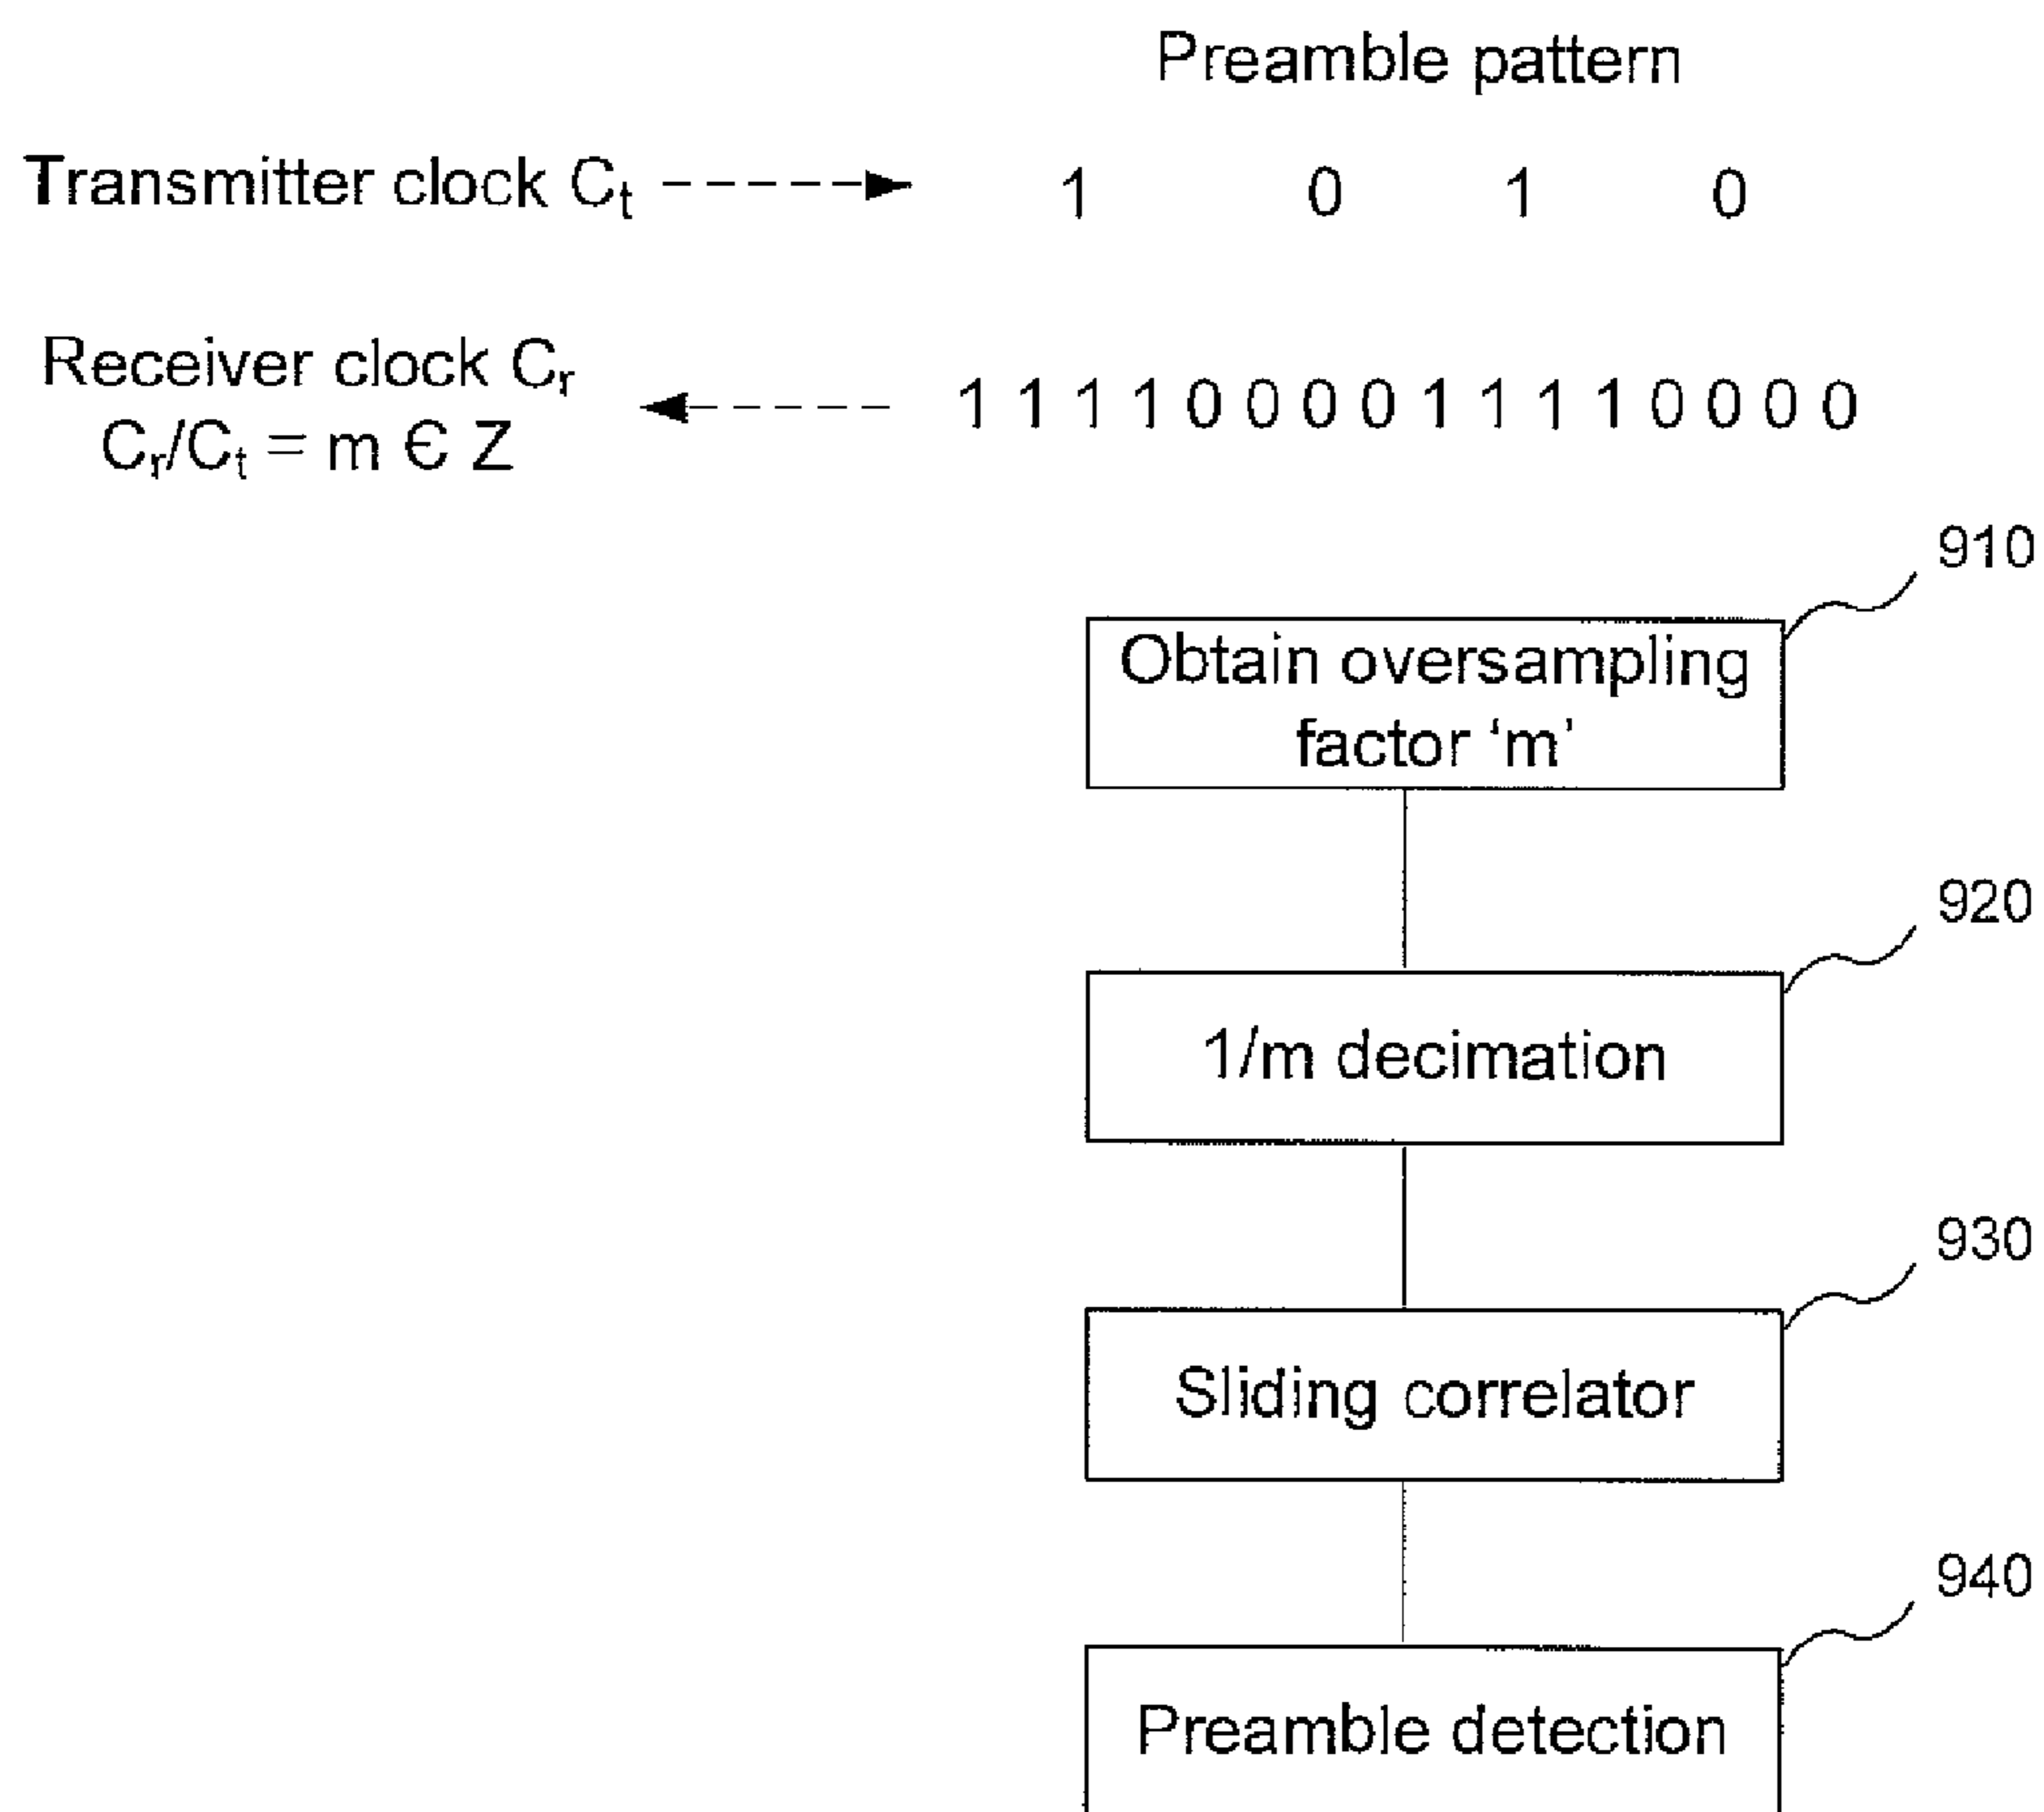 Preamble pattern
Transmitter clock Cₜ 1 0 1 0
Receiver clock Cᵣ
Cᵣ/Cₜ = m Є Z
1 1 1 1 0 0 0 0 1 1 1 1 0 0 0 0
910
Obtain oversampling
factor ‘m’
920
1/m decimation
930
Sliding correlator
940
Preamble detection